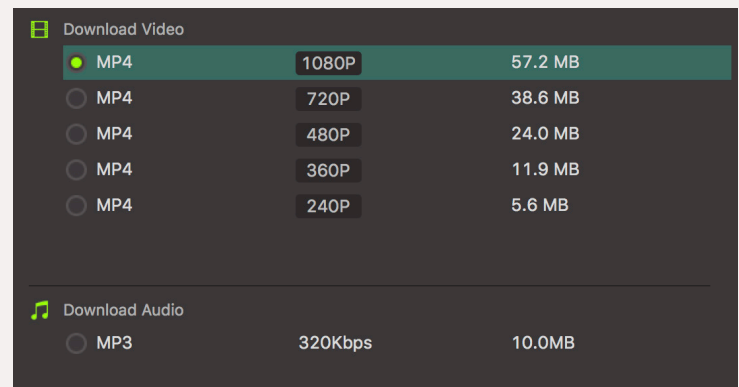 Download Video
MP4 1080P 57.2 MB
MP4 720P 38.6 MB
MP4 480P 24.0 MB
MP4 360P 11.9 MB
MP4 240P 5.6 MB
Download Audio
MP3 320Kbps 10.0MB